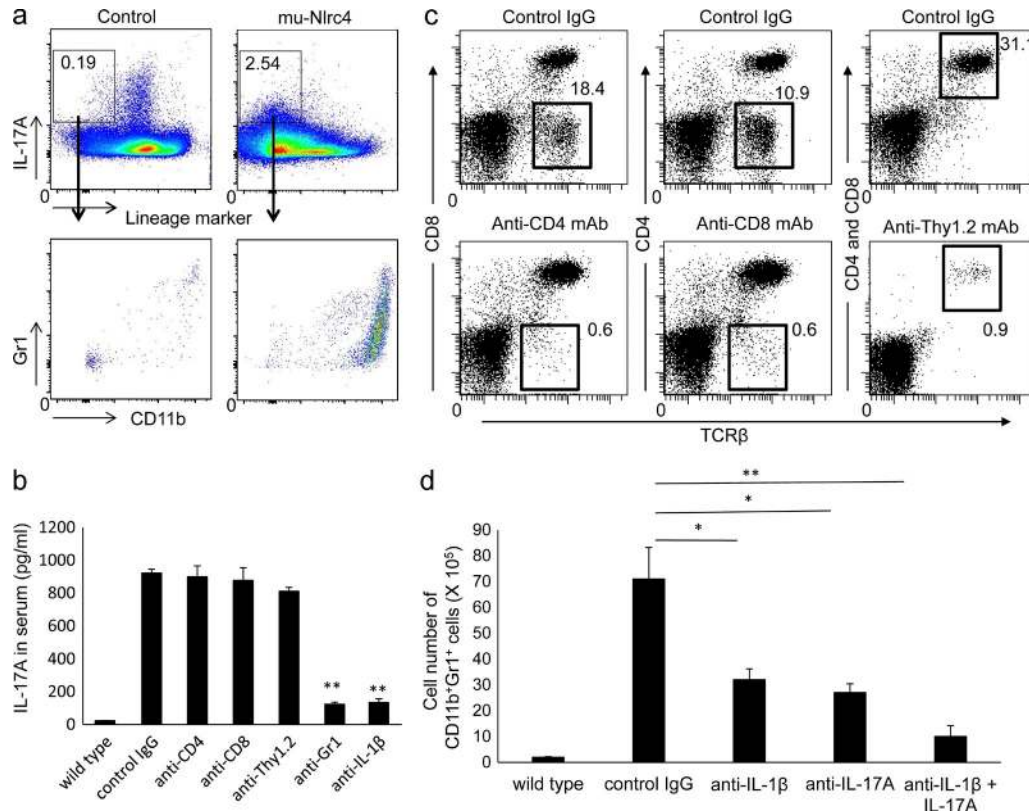 a
Control
mu-Nlrc4
0.19
2.54
IL-17A
0
0
Lineage marker
Gr1
0
0
CD11b
c
Control IgG
Control IgG
Control IgG
18.4
10.9
31.1
CD8
CD4
CD4 and CD8
0
0
0
Anti-CD4 mAb
Anti-CD8 mAb
Anti-Thy1.2 mAb
0.6
0.6
0.9
0
0
0
TCRβ
b
IL-17A in serum (pg/ml)
1200
1000
800
600
400
200
0
**
**
wild type
control IgG
anti-CD4
anti-CD8
anti-Thy1.2
anti-Gr1
anti-IL-1β
d
**
*
*
Cell number of
CD11b⁺Gr1⁺ cells (X 10⁵)
90
80
70
60
50
40
30
20
10
0
wild type
control IgG
anti-IL-1β
anti-IL-17A
anti-IL-1β +
IL-17A